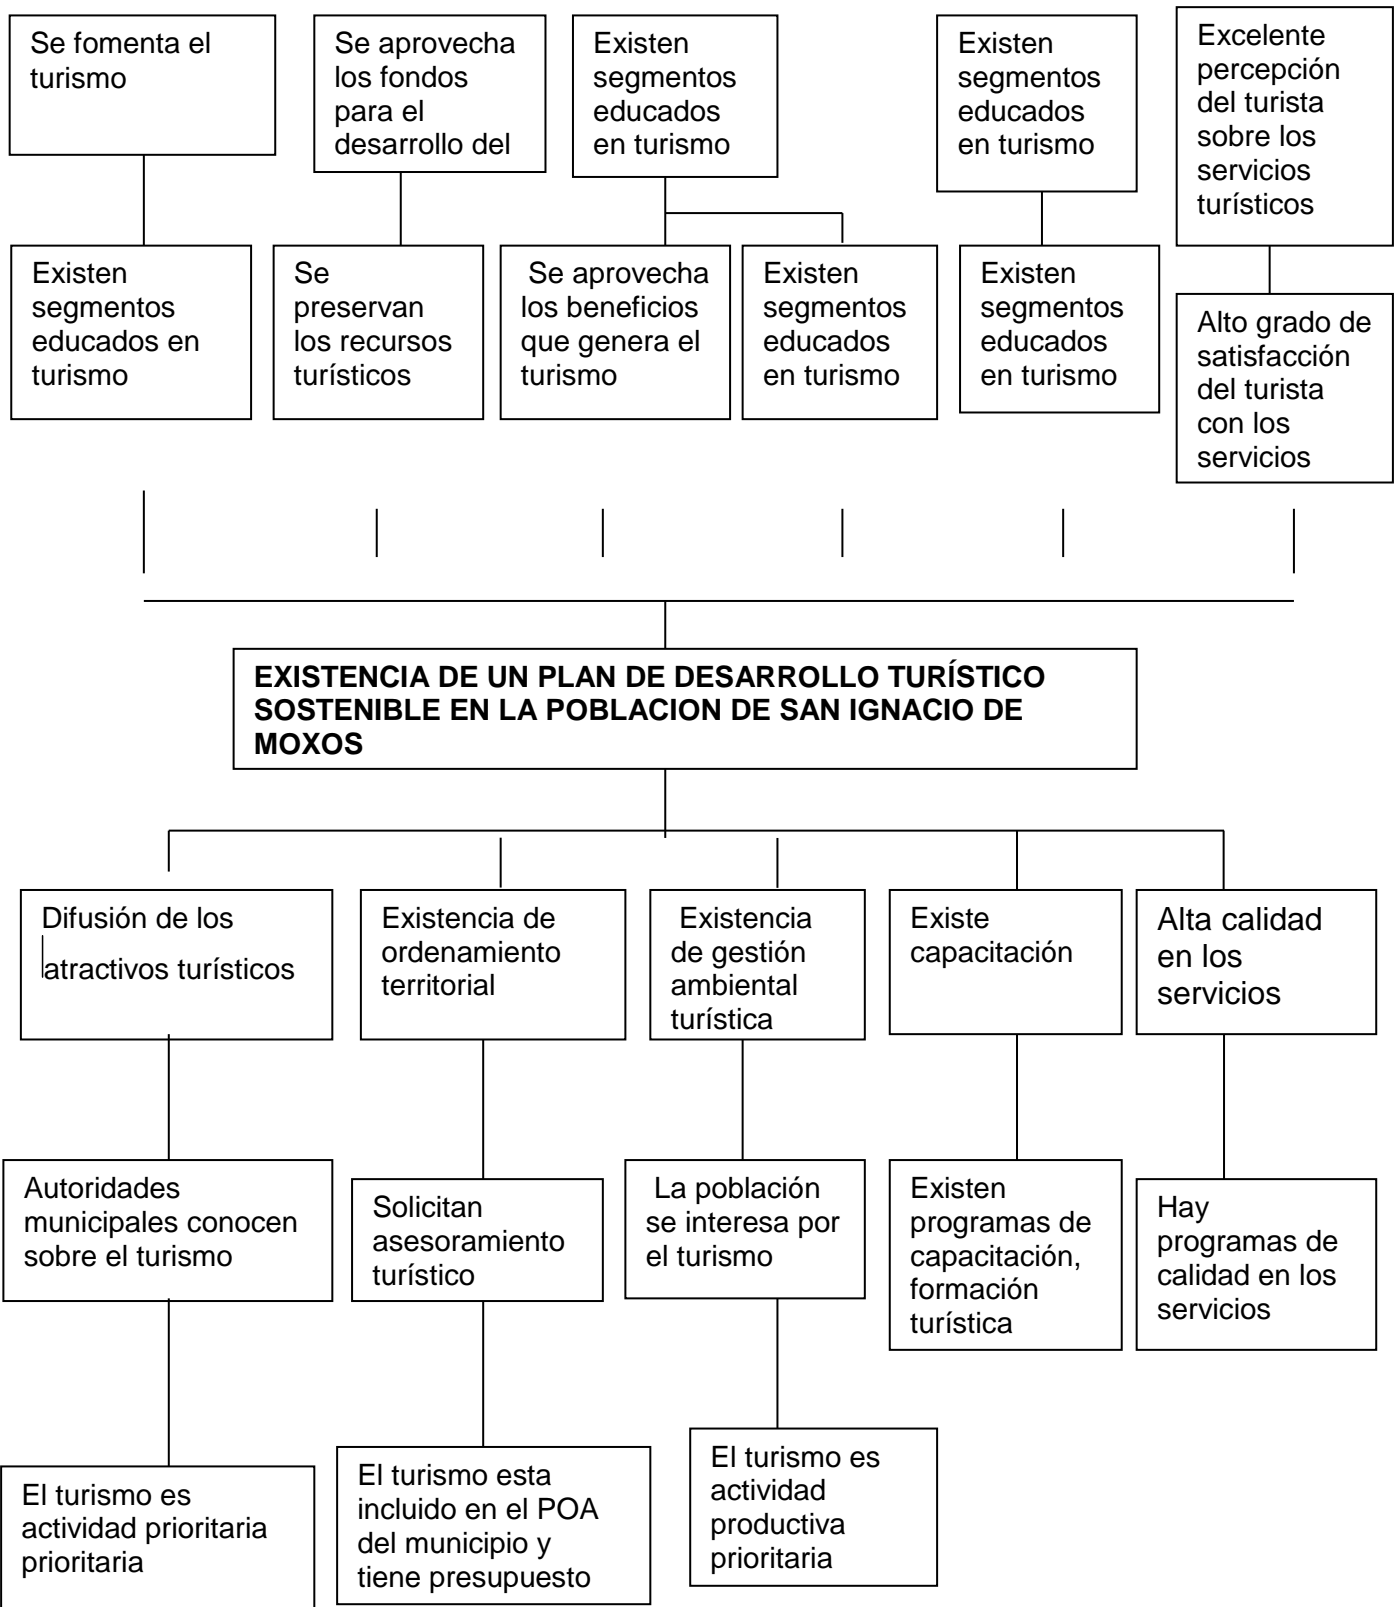 Se fomenta el
turismo
Se aprovecha
los fondos
para el
desarrollo del
Existen
segmentos
educados
en turismo
Existen
segmentos
educados
en turismo
Excelente
percepción
del turista
sobre los
servicios
turísticos
Existen
segmentos
educados en
turismo
Se
preservan
los recursos
turísticos
Se aprovecha
los beneficios
que genera el
turismo
Existen
segmentos
educados
en turismo
Existen
segmentos
educados
en turismo
Alto grado de
satisfacción
del turista
con los
servicios
EXISTENCIA DE UN PLAN DE DESARROLLO TURÍSTICO
SOSTENIBLE EN LA POBLACION DE SAN IGNACIO DE
MOXOS
Difusión de los
atractivos turísticos
Existencia de
ordenamiento
territorial
Existencia
de gestión
ambiental
turística
Existe
capacitación
Alta calidad
en los
servicios
Autoridades
municipales conocen
sobre el turismo
Solicitan
asesoramiento
turístico
La población
se interesa por
el turismo
Existen
programas de
capacitación,
formación
turística
Hay
programas de
calidad en los
servicios
El turismo es
actividad prioritaria
prioritaria
El turismo esta
incluido en el POA
del municipio y
tiene presupuesto
El turismo es
actividad
productiva
prioritaria